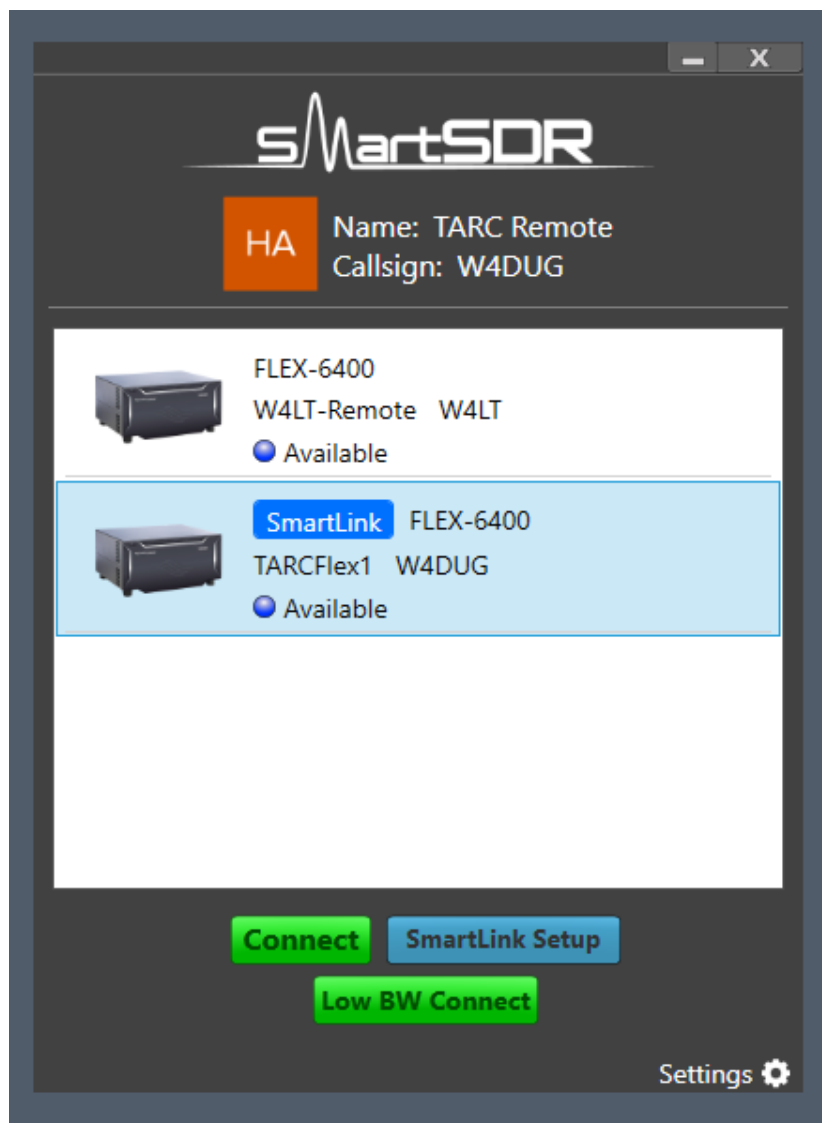 X
sMartSDR
HA
Name: TARC Remote
Callsign: W4DUG
FLEX-6400
W4LT-Remote W4LT
Available
SmartLink FLEX-6400
TARCFlex1 W4DUG
Available
Connect SmartLink Setup
Low BW Connect
Settings